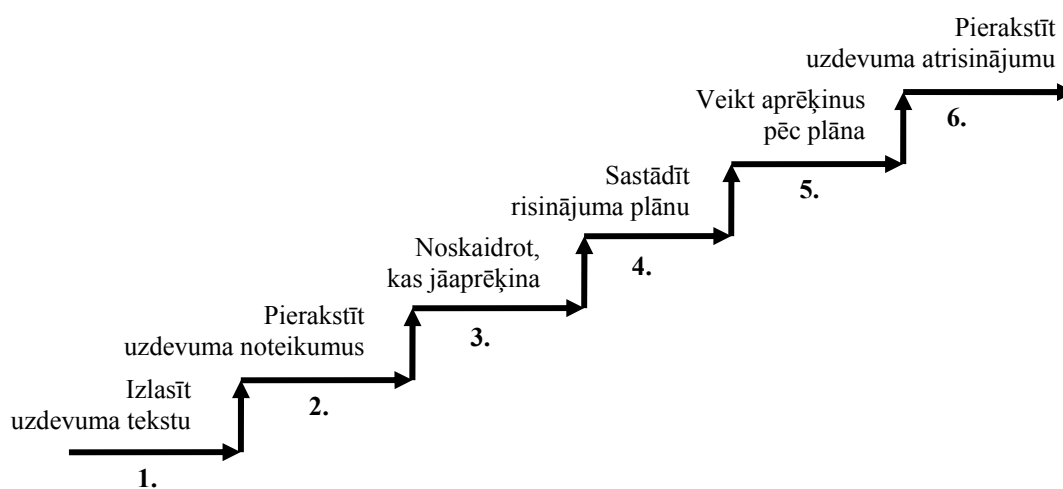 Izlasīt
uzdevuma tekstu
1.
Pierakstīt
uzdevuma noteikumus
2.
Noskaidrot,
kas jāaprēķina
3.
Sastādīt
risinājuma plānu
4.
Veikt aprēķinus
pēc plāna
5.
Pierakstīt
uzdevuma atrisinājumu
6.